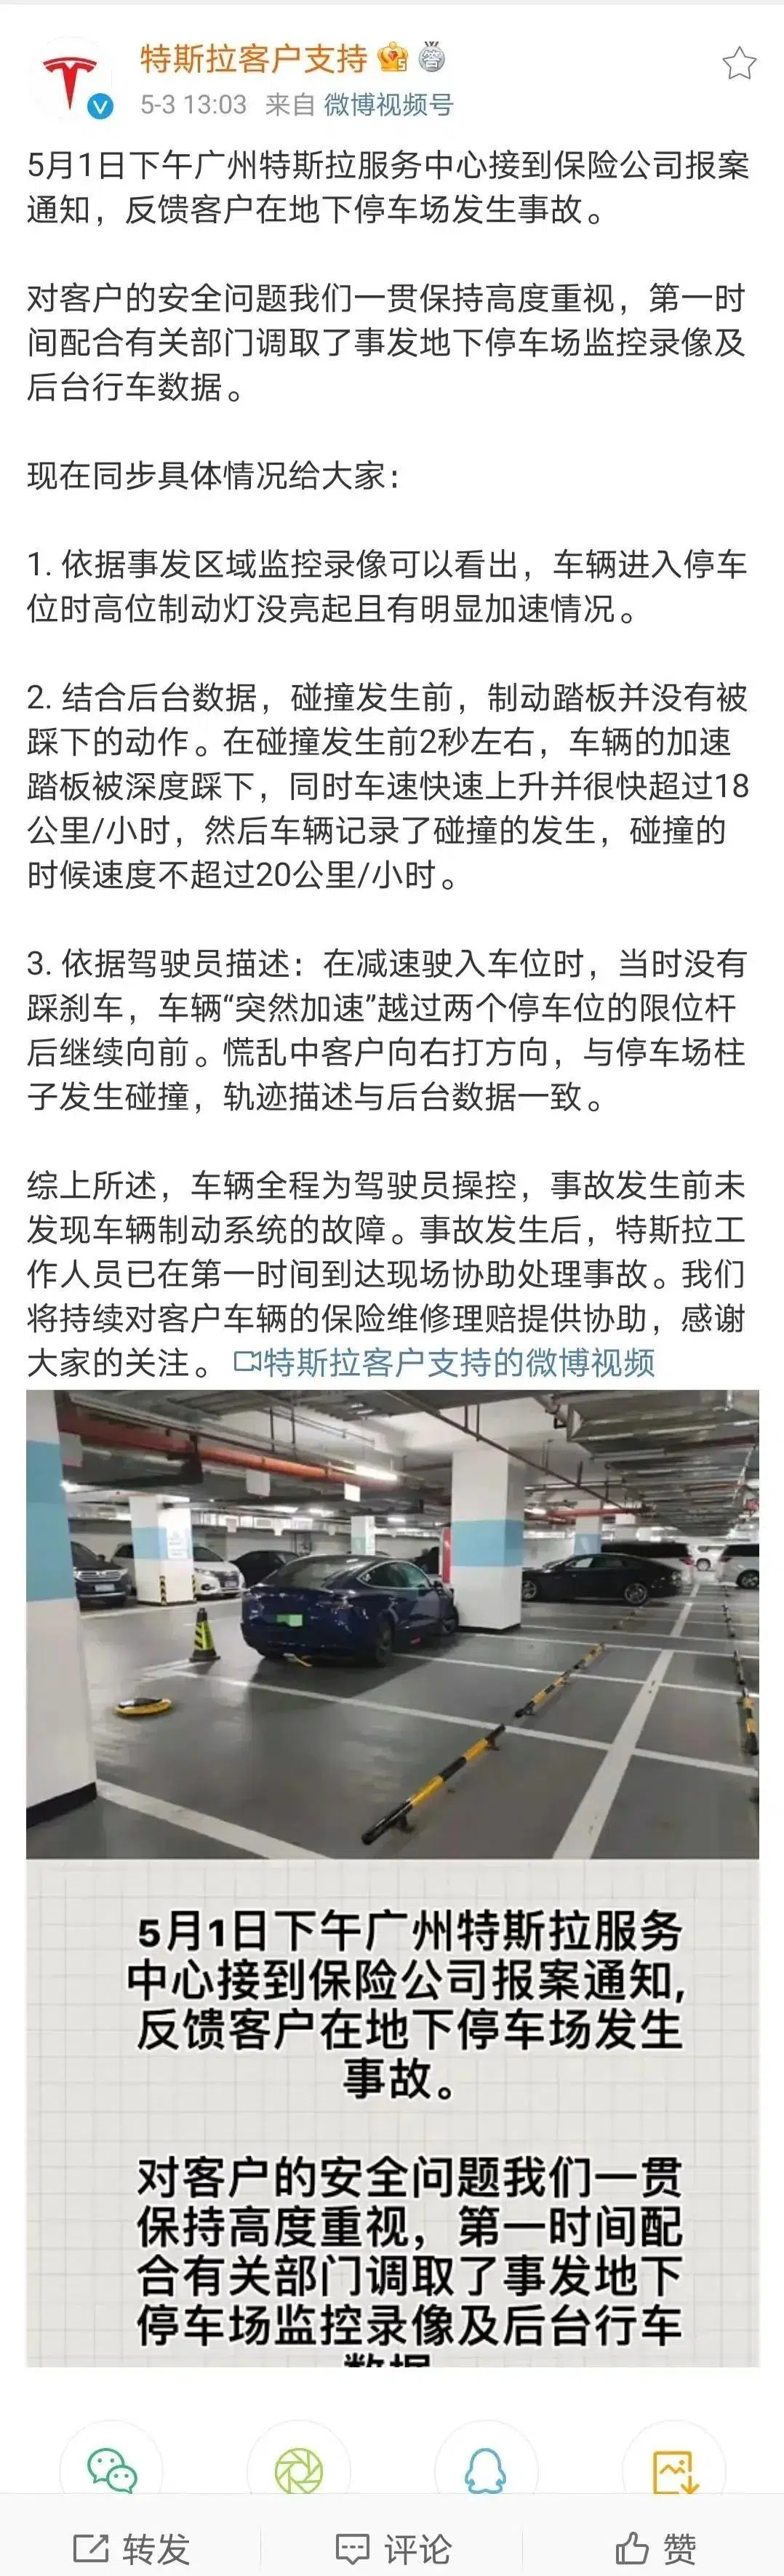 特斯拉客户支持
5-3 13:03 来自 微博视频号
5月1日下午广州特斯拉服务中心接到保险公司报案
通知，反馈客户在地下停车场发生事故。
对客户的安全问题我们一贯保持高度重视，第一时
间配合有关部门调取了事发地下停车场监控录像及
后台行车数据。
现在同步具体情况给大家：
1. 依据事发区域监控录像可以看出，车辆进入停车
位时高位制动灯没亮起且有明显加速情况。
2. 结合后台数据，碰撞发生前，制动踏板并没有被
踩下的动作。在碰撞发生前2秒左右，车辆的加速
踏板被深度踩下，同时车速快速上升并很快超过18
公里/小时，然后车辆记录了碰撞的发生，碰撞的
时候速度不超过20公里/小时。
3. 依据驾驶员描述：在减速驶入车位时，当时没有
踩刹车，车辆“突然加速”越过两个停车位的限位杆
后继续向前。慌乱中客户向右打方向，与停车场柱
子发生碰撞，轨迹描述与后台数据一致。
综上所述，车辆全程为驾驶员操控，事故发生前未
发现车辆制动系统的故障。事故发生后，特斯拉工
作人员已在第一时间到达现场协助处理事故。我们
将持续对客户车辆的保险维修理赔提供协助，感谢
大家的关注。特斯拉客户支持的微博视频
5月1日下午广州特斯拉服务
中心接到保险公司报案通知,
反馈客户在地下停车场发生
事故。
对客户的安全问题我们一贯
保持高度重视，第一时间配
合有关部门调取了事发地下
停车场监控录像及后台行车
数据
转发 评论 赞